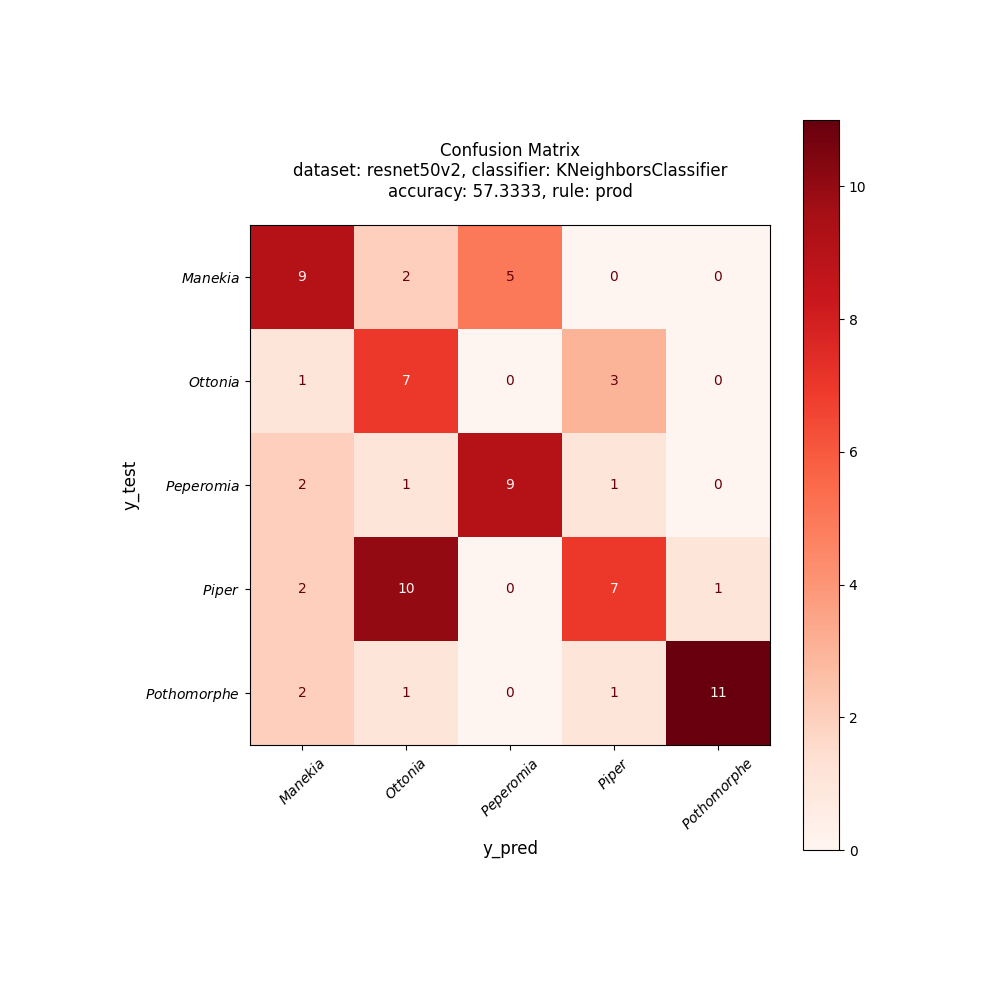 Confusion Matrix
dataset: resnet50v2, classifier: KNeighborsClassifier
accuracy: 57.3333, rule: prod
Manekia 9 2 5 0 0
Ottonia 1 7 0 3 0
Peperomia 2 1 9 1 0
Piper 2 10 0 7 1
Pothomorphe 2 1 0 1 11
y_test
Manekia Ottonia Peperomia Piper Pothomorphe
y_pred
10
8
6
4
2
0